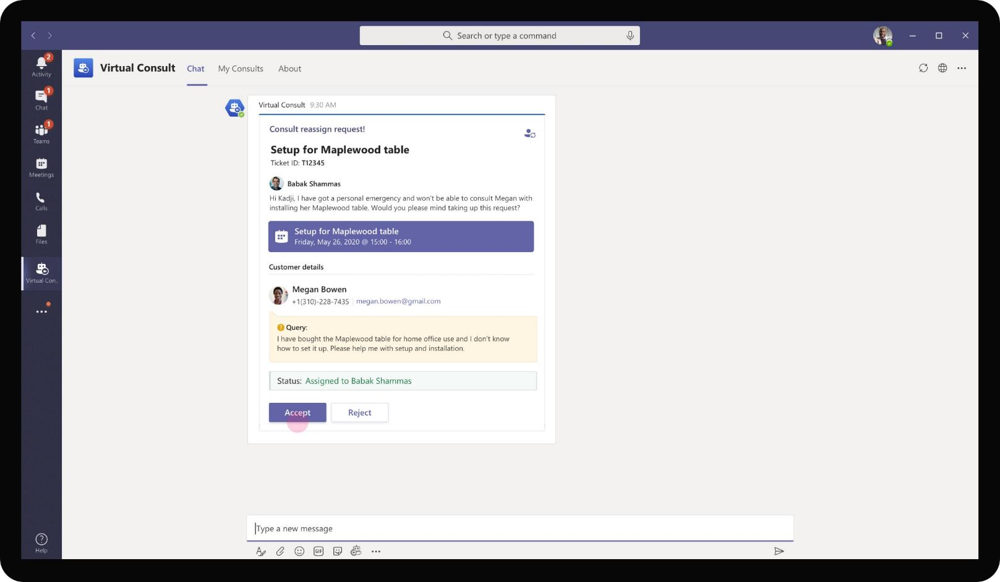 Search or type a command
2
Activity
1
Chat
1
Teams
Meetings
Calls
Files
Virtual Con..
Help
Virtual Consult
Chat
My Consults
About
Virtual Consult 9:30 AM
Consult reassign request!
Setup for Maplewood table
Ticket ID: T12345
Babak Shammas
Hi Kadji, I have got a personal emergency and won't be able to consult Megan with
installing her Maplewood table. Would you please mind taking up this request?
Setup for Maplewood table
Friday, May 26, 2020 @ 15:00 - 16:00
Customer details
Megan Bowen
+1(310)-228-7435 | megan.bowen@gmail.com
? Query:
I have bought the Maplewood table for home office use and I don't know
how to set it up. Please help me with setup and installation.
Status: Assigned to Babak Shammas
Accept
Reject
Type a new message
GIF